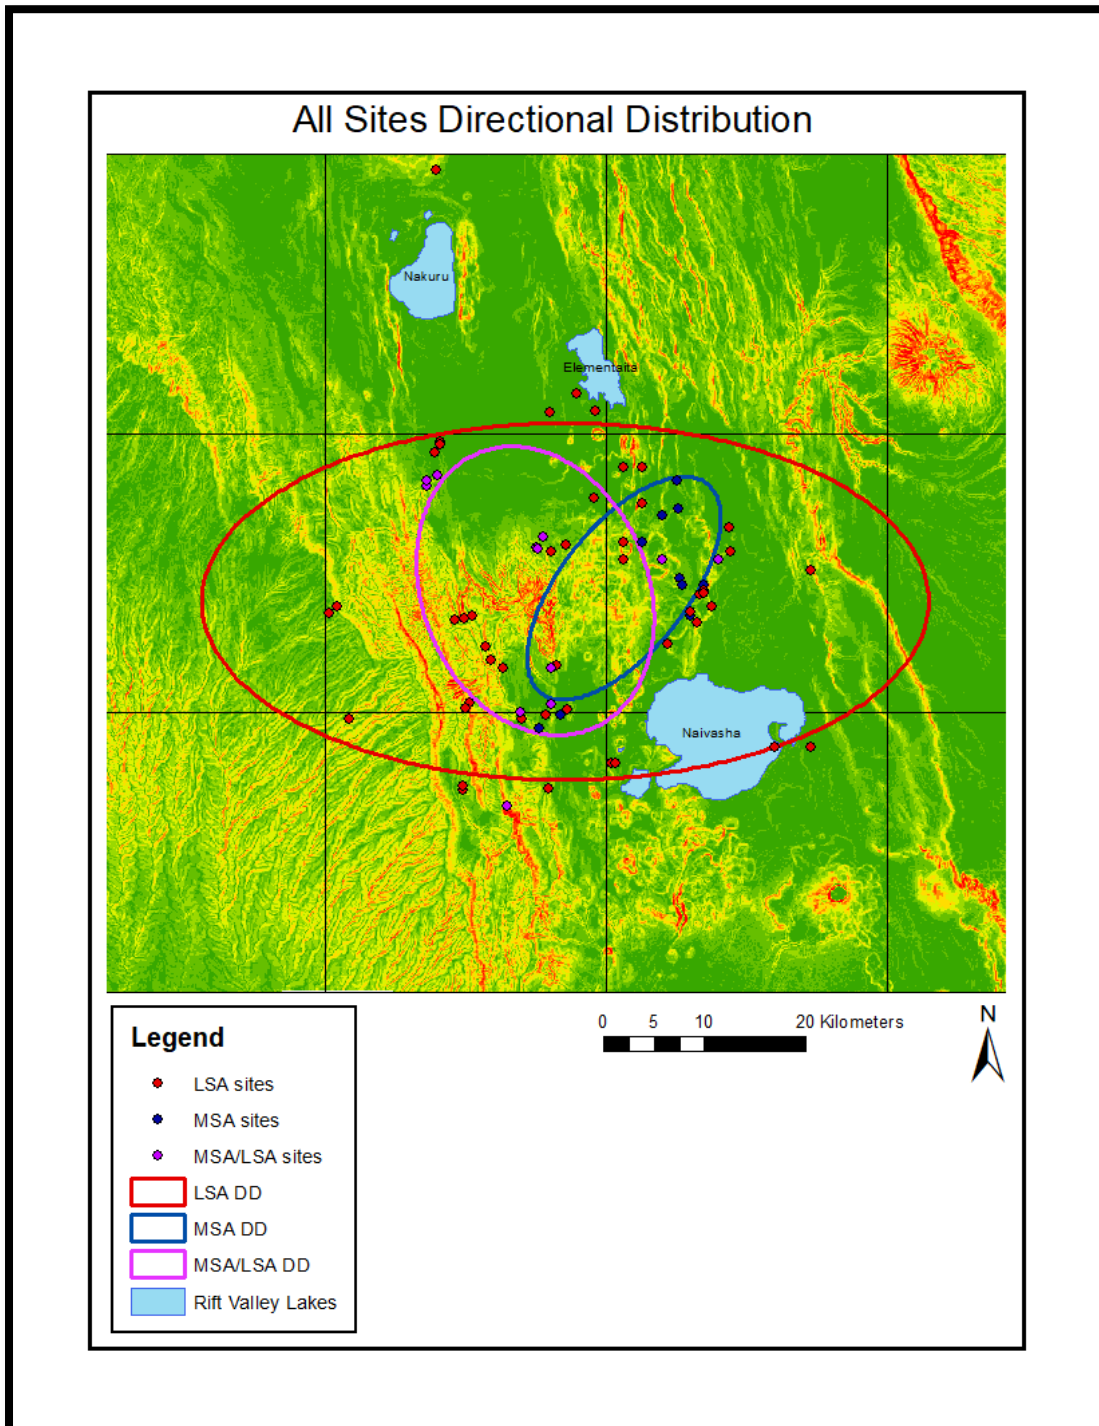 All Sites Directional Distribution
Nakuru
Elementaita
Naivasha
Legend
LSA sites
MSA sites
MSA/LSA sites
LSA DD
MSA DD
MSA/LSA DD
Rift Valley Lakes
0 5 10 20 Kilometers
N